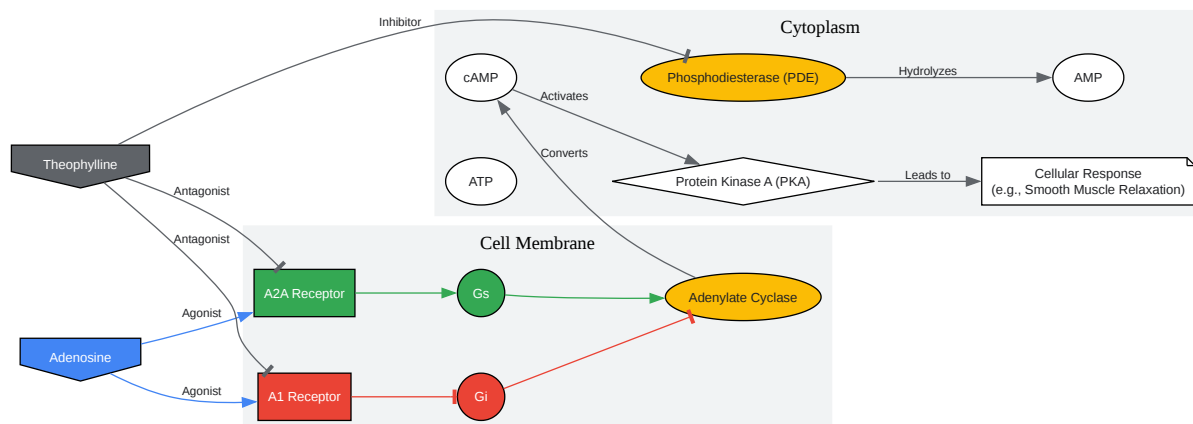 Inhibitor
Cytoplasm
cAMP
Phosphodiesterase (PDE)
Hydrolyzes
AMP
Activates
Theophylline
Converts
ATP
Protein Kinase A (PKA)
Leads to
Cellular Response
(e.g., Smooth Muscle Relaxation)
Antagonist
Antagonist
Cell Membrane
A2A Receptor
Gs
Adenylate Cyclase
Agonist
Adenosine
Agonist
A1 Receptor
Gi